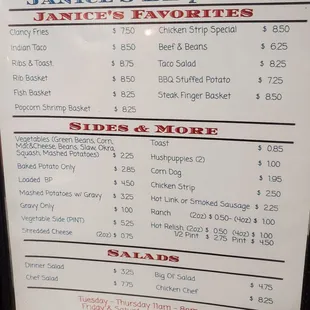 JANICE'S
JANICE'S FAVORITES
Clancy Fries $ 7.50
Indian Taco $ 8.50
Ribs & Toast $ 8.75
Rib Basket $ 8.50
Fish Basket $ 8.25
Popcorn Shrimp Basket $ 8.25
Chicken Strip Special $ 8.50
Beef & Beans $ 6.25
Taco Salad $ 8.25
BBQ Stuffed Potato $ 7.25
Steak Finger Basket $ 8.50
SIDES & MORE
Vegetables (Green Beans, Corn,
Mac&Cheese, Beans, Slaw, Okra,
Squash, Mashed Potatoes) $ 2.25
Baked Potato Only $ 2.85
Loaded BP $ 4.50
Mashed Potatoes w/ Gravy $ 3.25
Gravy Only $ 1.00
Vegetable Side (PINT) $ 5.25
Shredded Cheese (2oz) $ 0.75
Toast $ 0.85
Hushpuppies (2) $ 1.00
Corn Dog $ 1.95
Chicken Strip $ 2.50
Hot Link or Smoked Sausage $ 2.25
Ranch (2oz) $ 0.50- (4oz) $ 1.00
Hot Relish (2oz) $ 0.50 (4oz) $ 1.00
1/2 Pint $ 2.75 Pint $ 4.50
SALADS
Dinner Salad $ 3.25
Chef Salad $ 7.75
Big Ol' Salad $ 4.75
Chicken Chef $ 8.25
Tuesday - Thursday 11am -